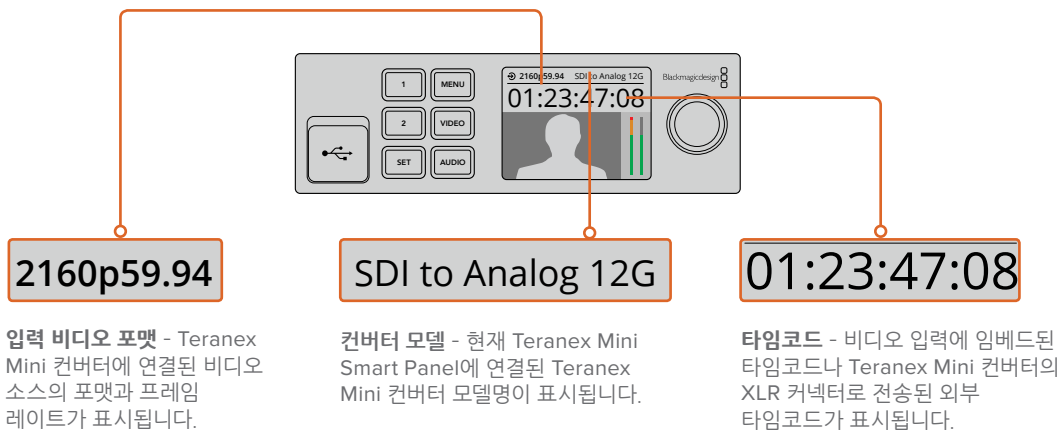 1
MENU
2
VIDEO
SET
AUDIO
2160p59.94 SDI to Analog 12G
01:23:47:08
Blackmagicdesign
2160p59.94
SDI to Analog 12G
01:23:47:08
입력 비디오 포맷 - Teranex
Mini 컨버터에 연결된 비디오
소스의 포맷과 프레임
레이트가 표시됩니다.
컨버터 모델 - 현재 Teranex Mini
Smart Panel에 연결된 Teranex
Mini 컨버터 모델명이 표시됩니다.
타임코드 - 비디오 입력에 임베드된
타임코드나 Teranex Mini 컨버터의
XLR 커넥터로 전송된 외부
타임코드가 표시됩니다.